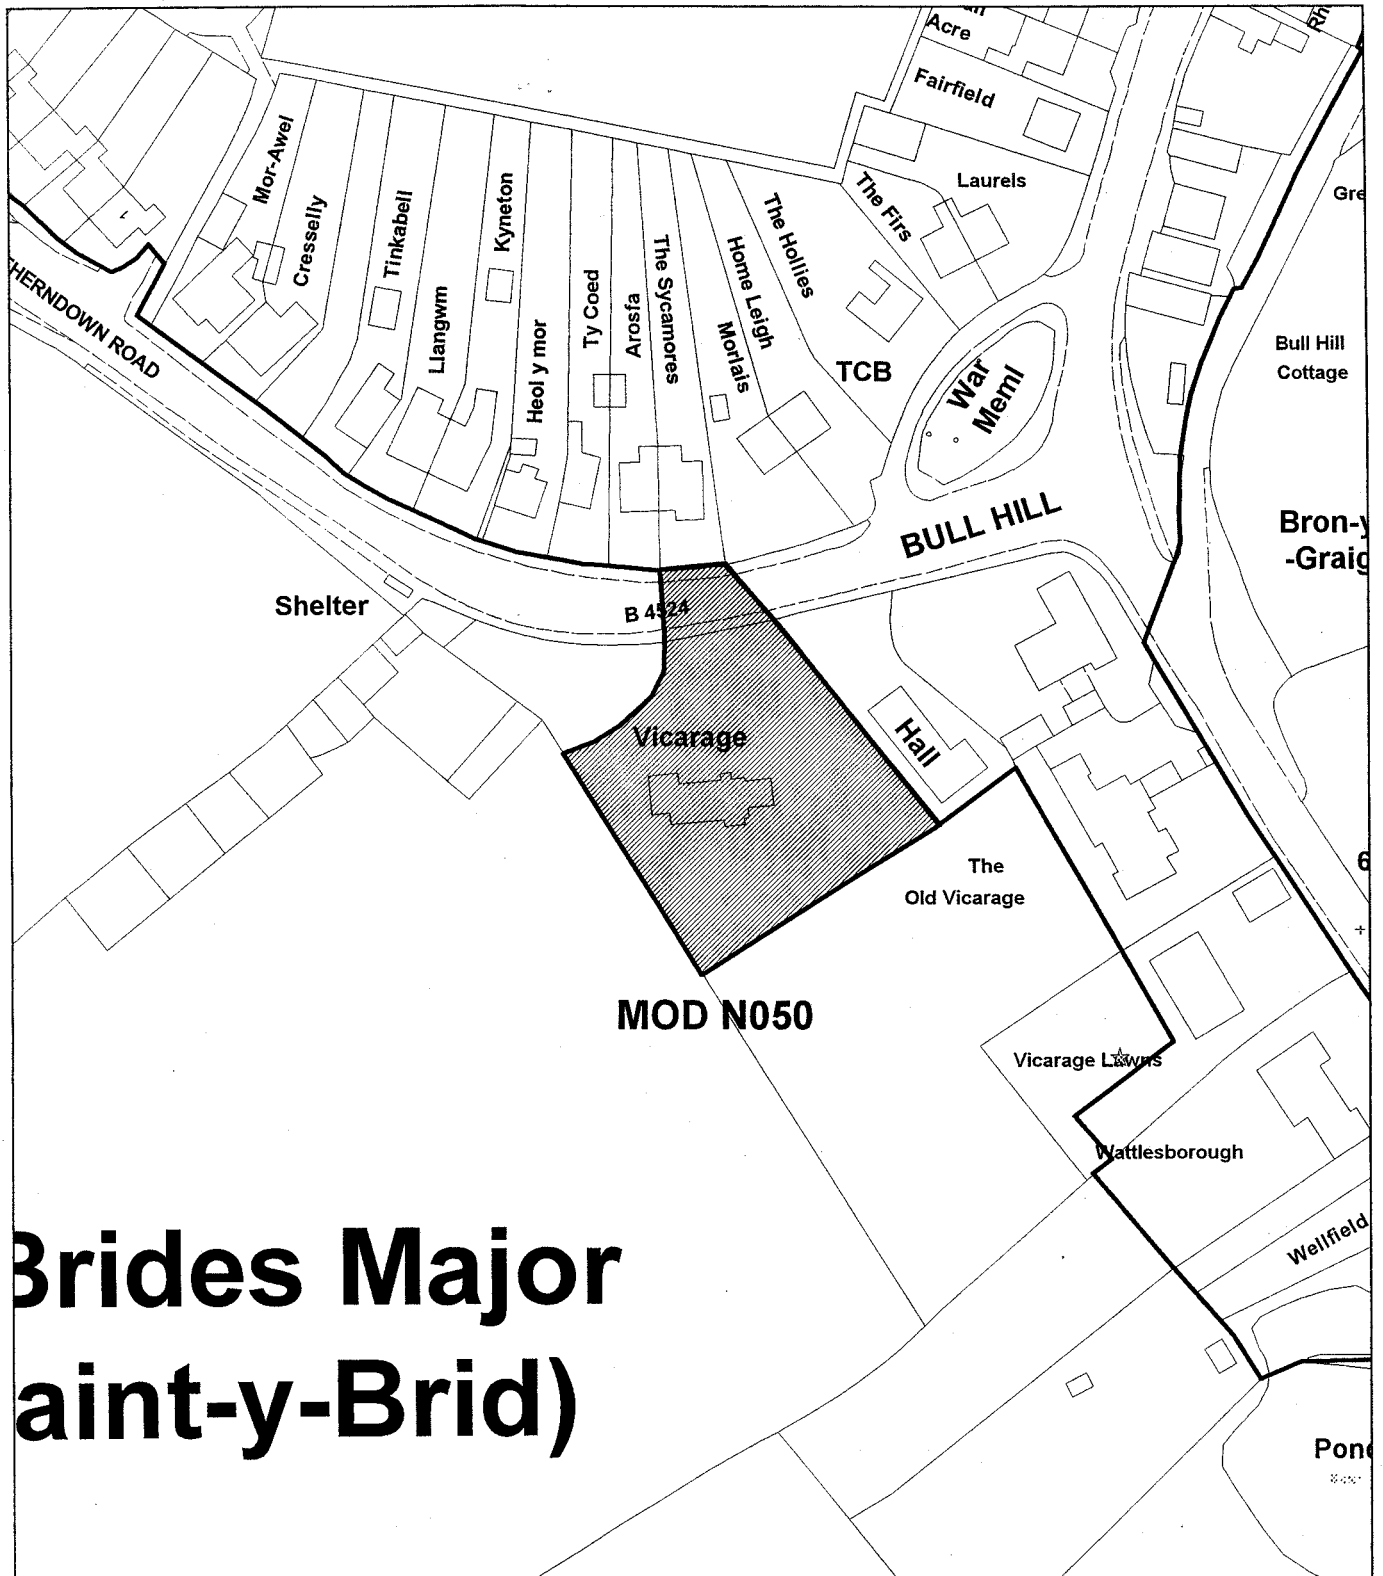 Acre
Fairfield
Laurels
The Firs
Mor-Awel
Cresselly
Tinkabell
Llangwm
Kyneton
Heol y mor
Ty Coed
Arosfa
The Sycamores
Home Leigh
Morlais
The Hollies
TCB
War
Meml
Gre
Bull Hill
Cottage
HERNDOWN ROAD
BULL HILL
Bron-y
-Graig
Shelter
B 4524
Vicarage
Hall
The
Old Vicarage
6
MOD N050
Vicarage Lawns
Wattlesborough
Wellfield
Brides Major
aint-y-Brid)
Pond